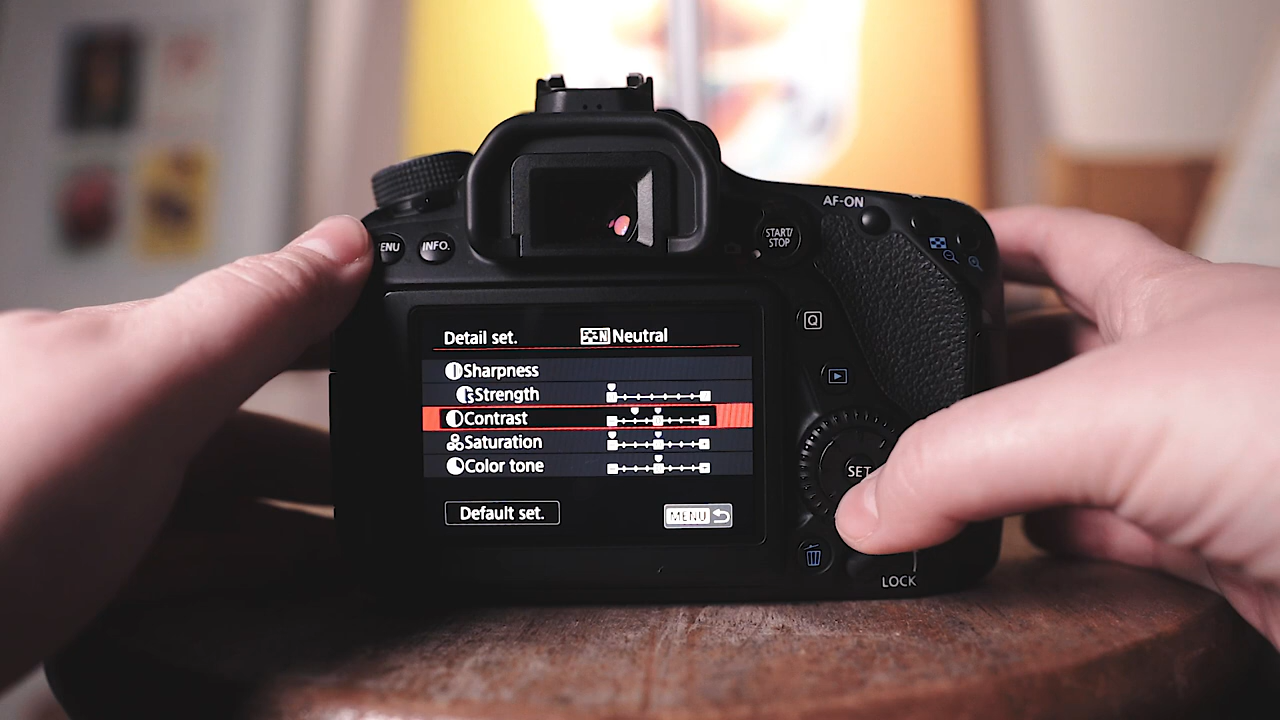 AF-ON
ENU
INFO.
START/
STOP
Q
Detail set.
N Neutral
Sharpness
S Strength
Contrast
Saturation
Color tone
SET
Default set.
MENU
LOCK